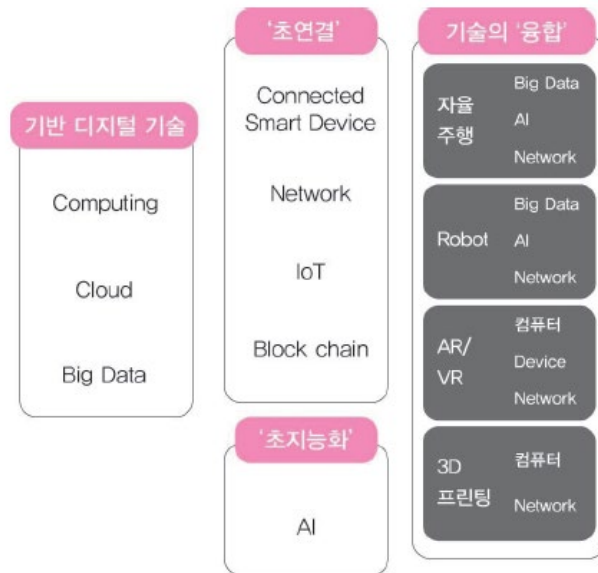 기반 디지털 기술
Computing
Cloud
Big Data
‘초연결’
Connected
Smart Device
Network
IoT
Block chain
‘초지능화’
AI
기술의 ‘융합’
자율
주행
Big Data
AI
Network
Robot
Big Data
AI
Network
AR/
VR
컴퓨터
Device
Network
3D
프린팅
컴퓨터
Network